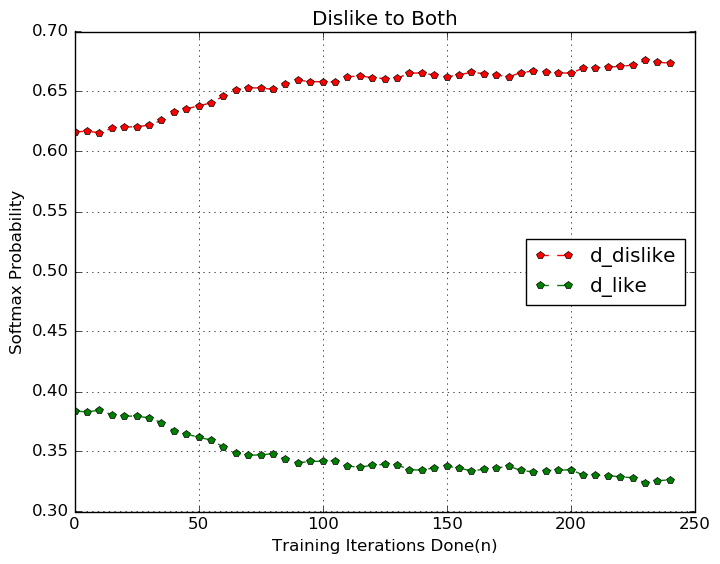 Dislike to Both
0.70
0.65
0.60
0.55
0.50
0.45
0.40
0.35
0.30
Softmax Probability
d_dislike
d_like
0 50 100 150 200 250
Training Iterations Done(n)